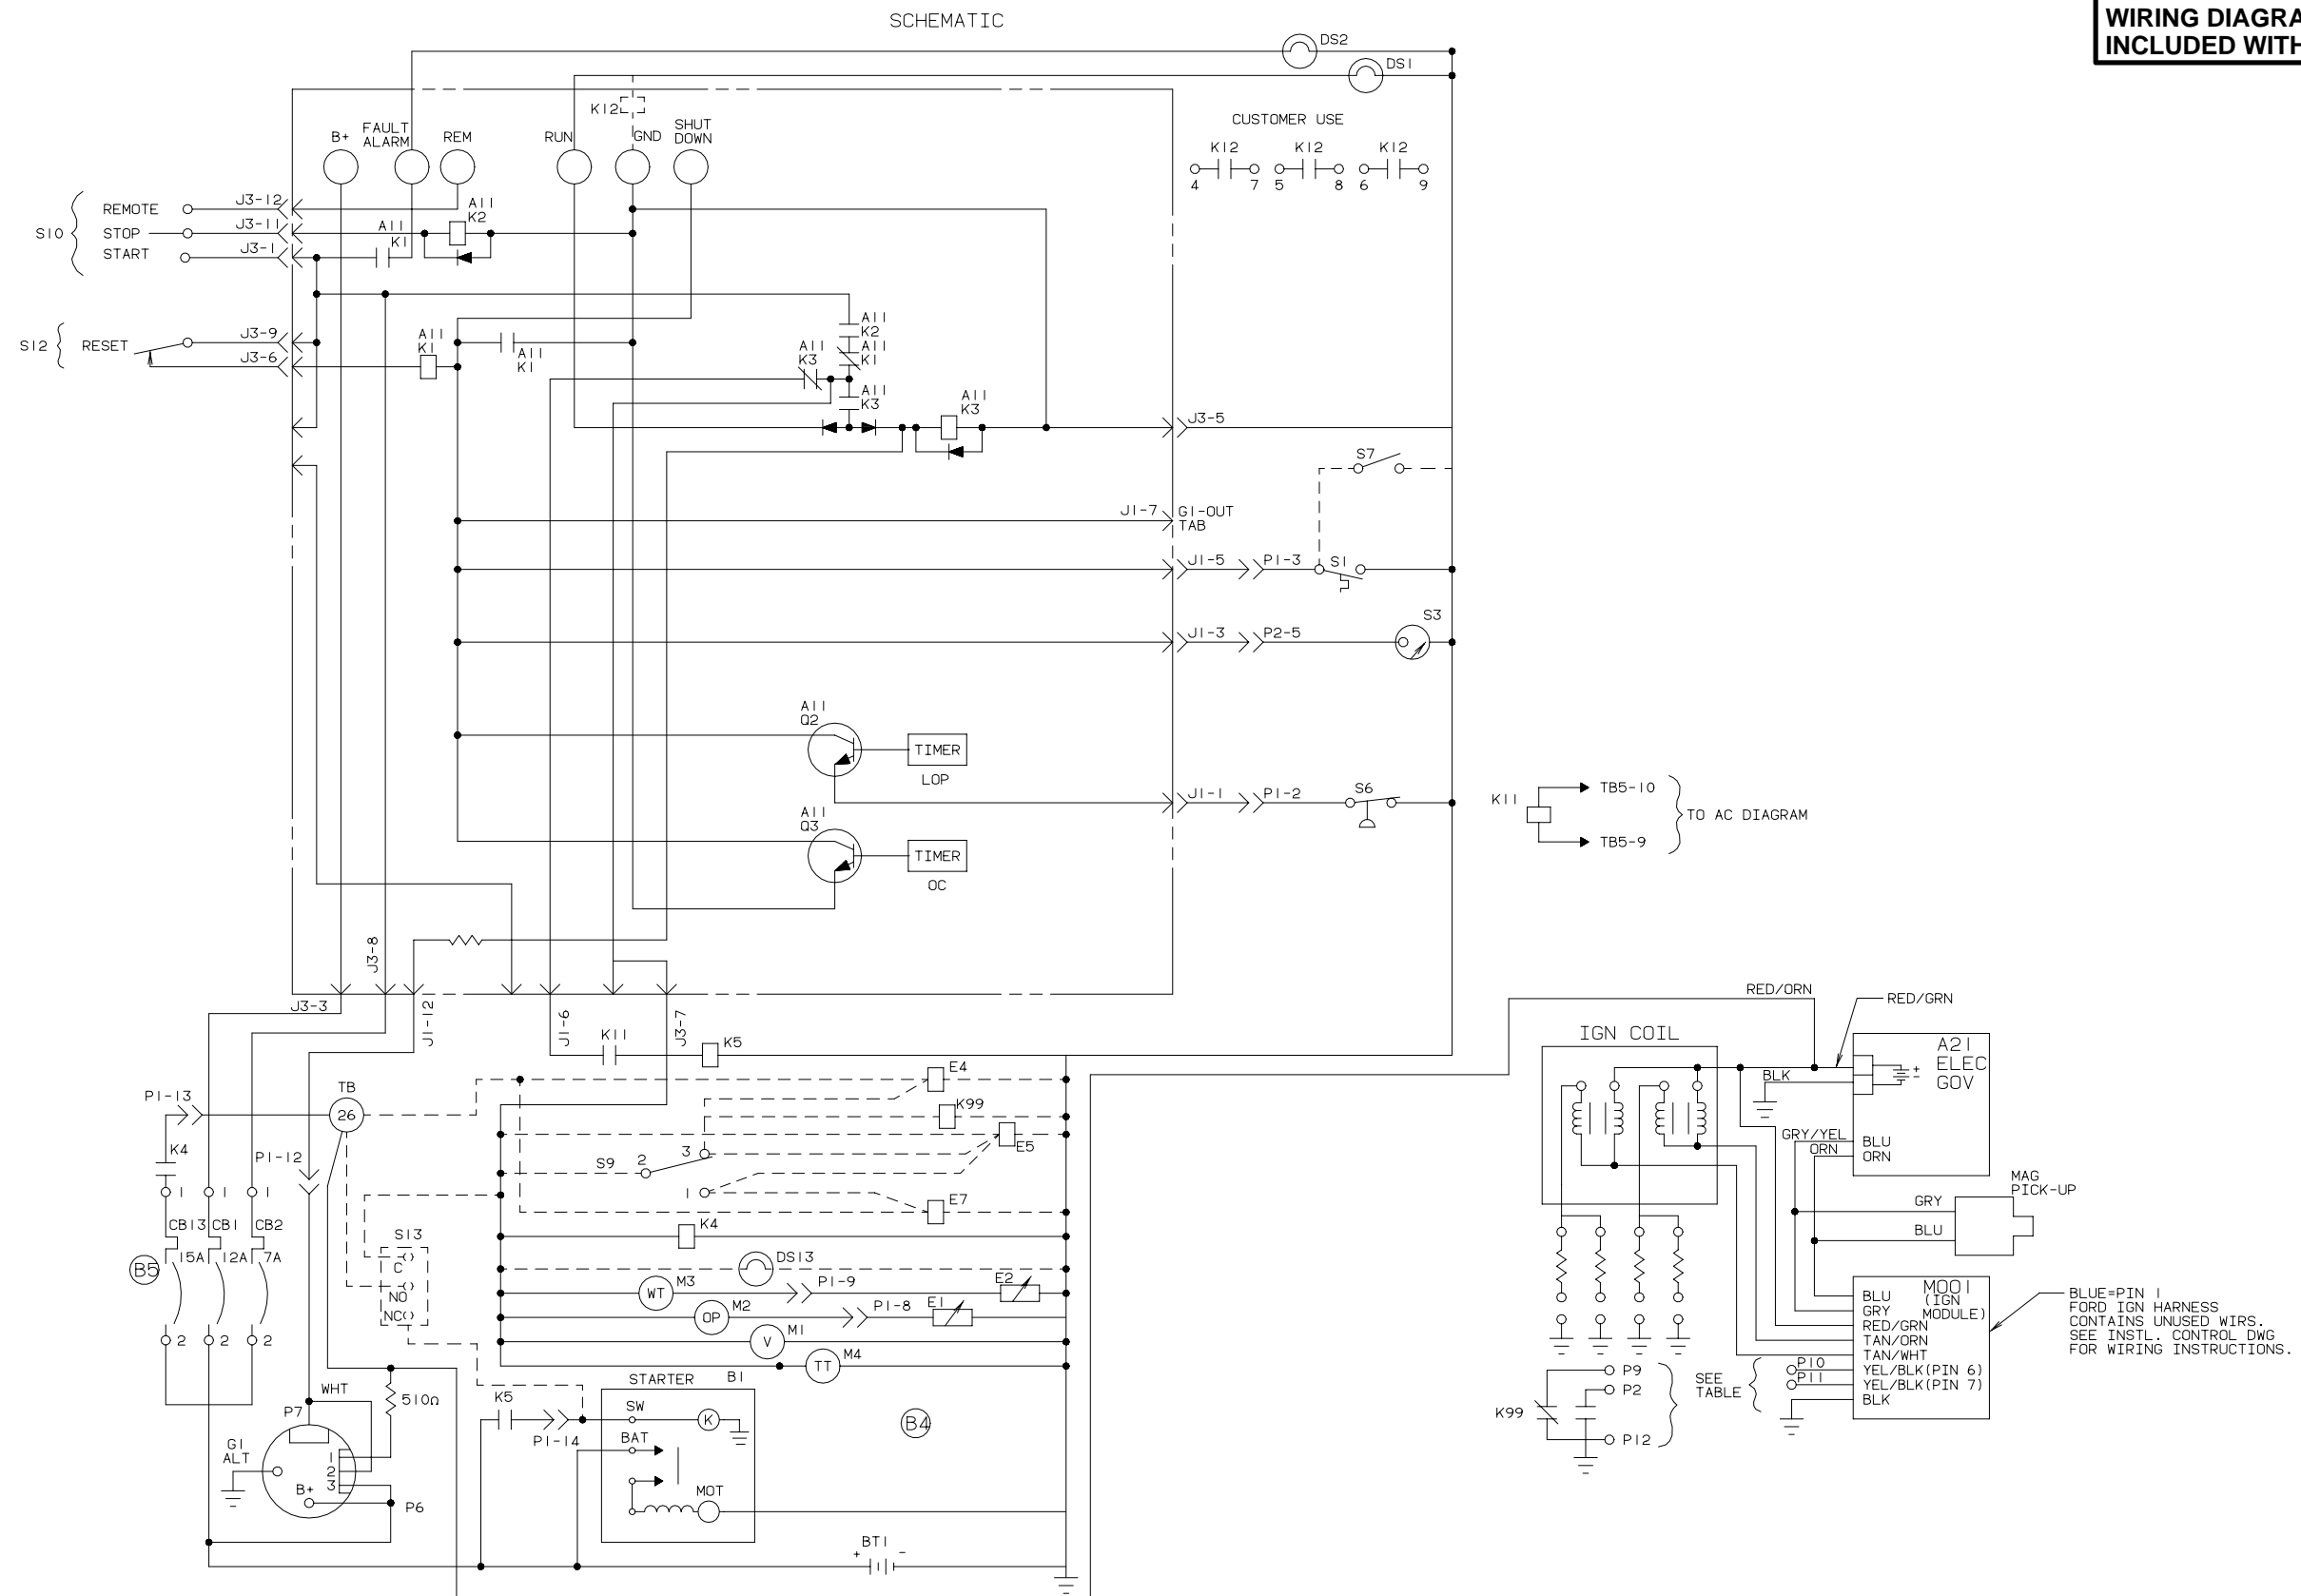 SCHEMATIC
WIRING DIAGRA
INCLUDED WITH
DS2
DS1
K12
B+
FAULT
ALARM
REM
RUN
GND
SHUT
DOWN
CUSTOMER USE
K12
K12
K12
4
7
5
8
6
9
S10
REMOTE
J3-12
STOP
J3-11
START
J3-1
A11
K2
A11
K1
S12
RESET
J3-9
J3-6
A11
K1
A11
K1
A11
K2
A11
K3
A11
K1
A11
K3
A11
K3
J3-5
S7
J1-7
G1-OUT
TAB
J1-5
P1-3
S1
J1-3
P2-5
S3
A11
Q2
TIMER
LOP
J1-1
P1-2
S6
A11
Q3
TIMER
OC
K11
TB5-10
TB5-9
TO AC DIAGRAM
J3-8
J3-3
J1-12
J1-6
K11
J3-7
K5
P1-13
TB
26
E4
K99
E5
K4
P1-12
S9
2
3
1
E7
1
1
1
CB13
CB1
CB2
15A
12A
7A
B5
2
2
2
S13
C
NO
NC
K4
DS13
WT
M3
P1-9
E2
OP
M2
P1-8
E1
V
M1
TT
M4
WHT
510Ω
P7
G1
ALT
1
2
3
B+
P6
STARTER
B1
K5
P1-14
SW
K
BAT
MOT
B4
BT1
+
-
RED/ORN
RED/GRN
IGN COIL
A21
ELEC
GOV
+
-
BLK
GRY/YEL
ORN
BLU
ORN
MAG
PICK-UP
GRY
BLU
M001
(IGN
MODULE)
BLU
GRY
RED/GRN
TAN/ORN
TAN/WHT
YEL/BLK(PIN 6)
YEL/BLK(PIN 7)
BLK
P10
P11
SEE
TABLE
P9
P2
P12
K99
BLUE=PIN 1
FORD IGN HARNESS
CONTAINS UNUSED WIRS.
SEE INSTL. CONTROL DWG
FOR WIRING INSTRUCTIONS.